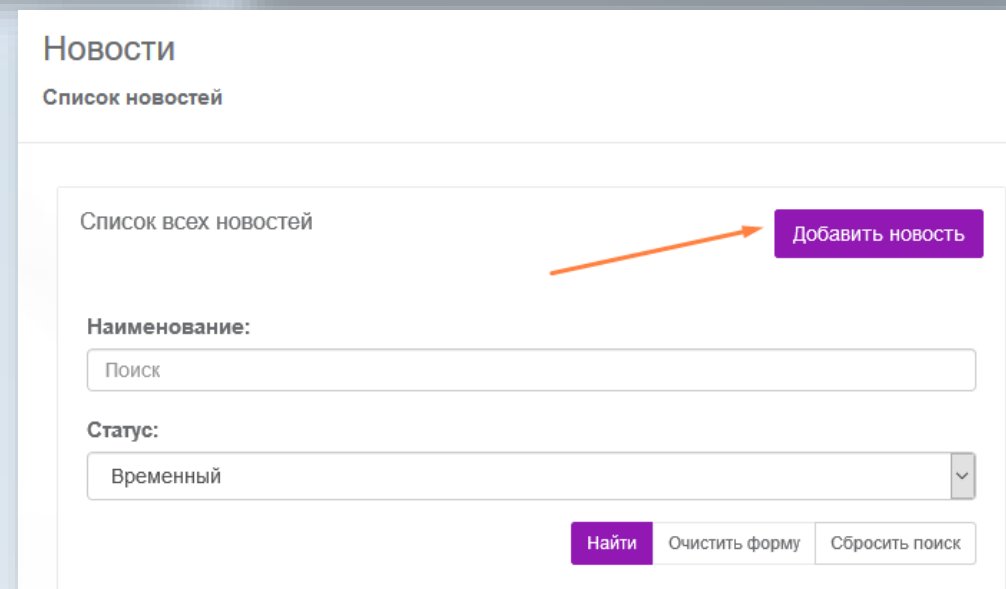 Новости
Список новостей
Список всех новостей
Добавить новость
Наименование:
Поиск
Статус:
Временный
Найти Очистить форму Сбросить поиск